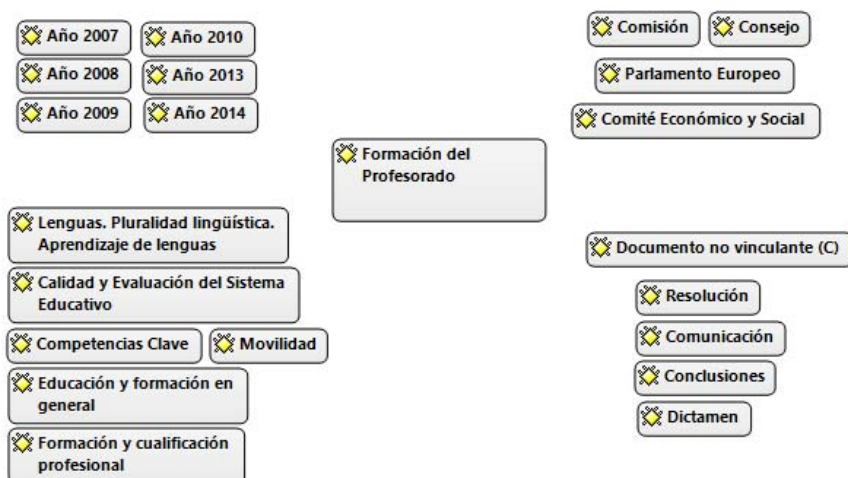 Año 2007
Año 2010
Año 2008
Año 2013
Año 2009
Año 2014
Comisión
Consejo
Parlamento Europeo
Comité Económico y Social
Formación del
Profesorado
Lenguas. Pluralidad lingüística.
Aprendizaje de lenguas
Calidad y Evaluación del Sistema
Educativo
Competencias Clave
Movilidad
Educación y formación en
general
Formación y cualificación
profesional
Documento no vinculante (C)
Resolución
Comunicación
Conclusiones
Dictamen